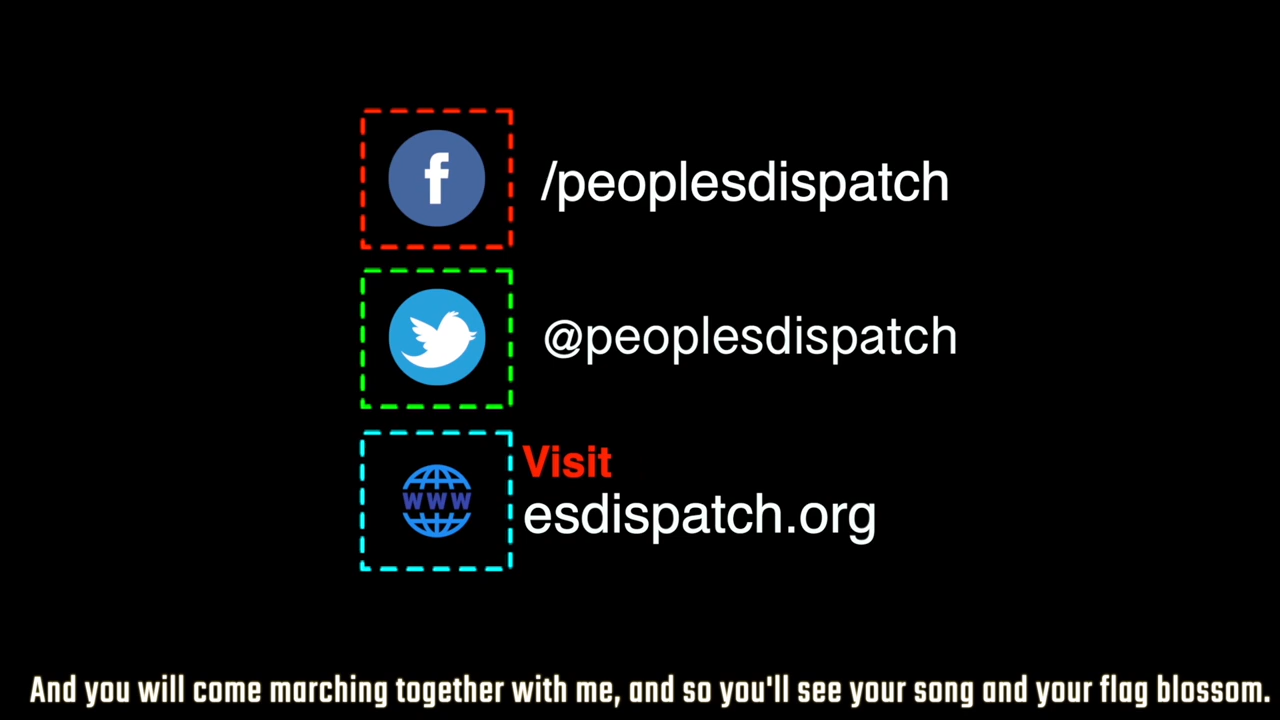 f
/peoplesdispatch
@peoplesdispatch
Visit
www
esdispatch.org
And you will come marching together with me, and so you'll see your song and your flag blossom.